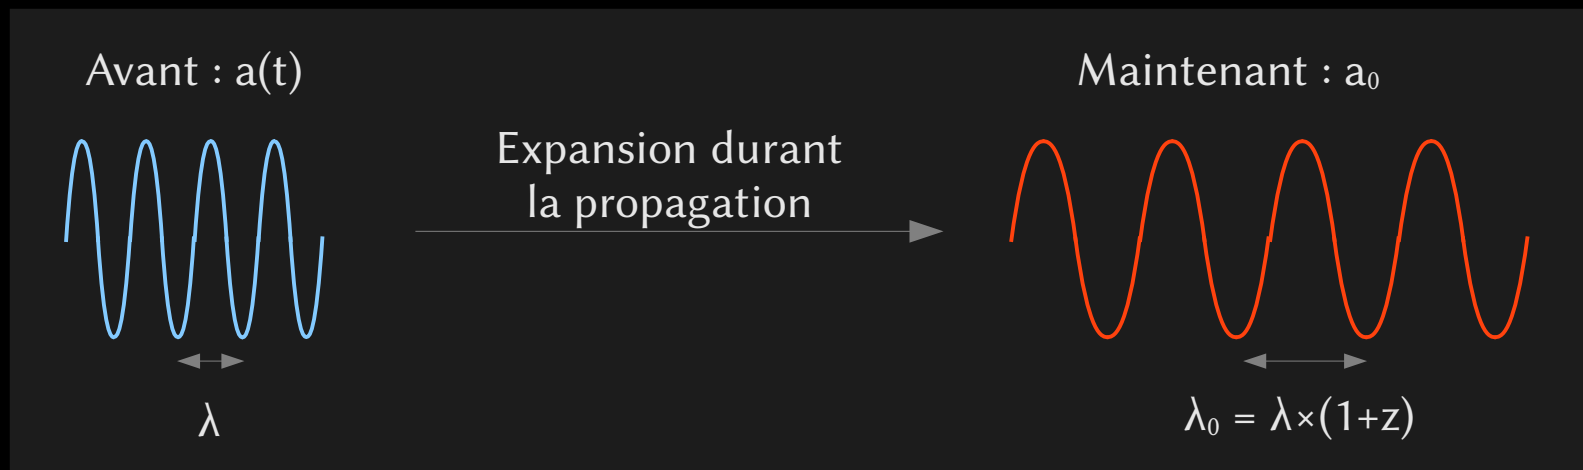 Avant : a(t)
Maintenant : a₀
Expansion durant
la propagation
λ
λ₀ = λ×(1+z)